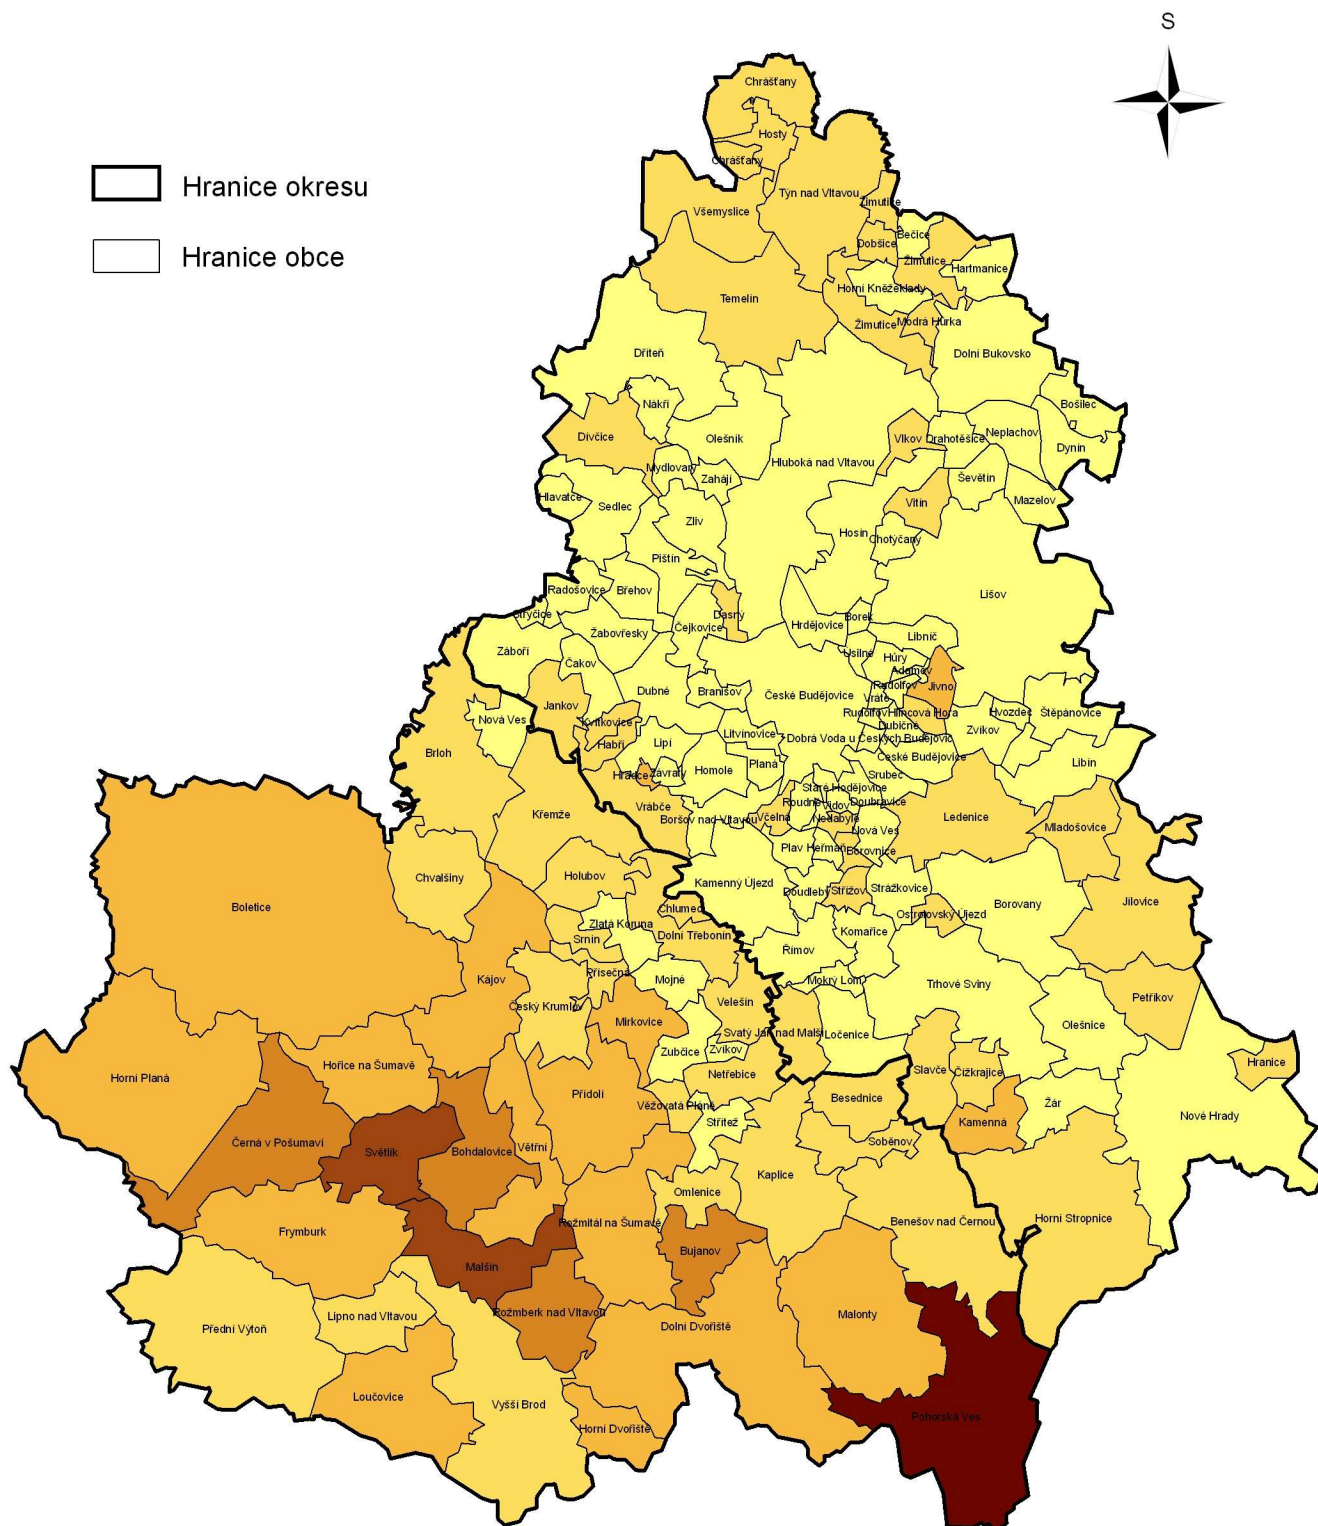 S
Hranice okresu
Hranice obce
Chrášťany
Hosty
Chrášťany
Týn nad Vltavou
Všemyslice
Žimutice
Bečice
Dobšice
Žimutice
Hartmanice
Temelín
Horní Kněžeklady
Žimutice
Modrá Hůrka
Dříteň
Dolní Bukovsko
Nákří
Bošilec
Dívčice
Olešník
Vlkov
Drahotěšice
Neplachov
Dynín
Hluboká nad Vltavou
Mydlovary
Zahájí
Ševětín
Hlavatce
Sedlec
Vitín
Mazelov
Zliv
Hosín
Chotýčany
Pištín
Radošovice
Břehov
Lišov
Strýčice
Dasný
Čejkovice
Hrdějovice
Borek
Žabovřesky
Libníč
Záboří
Úsilné
Hůry
Čakov
Adamov
Rudolfov
Jivno
Dubné
Branišov
České Budějovice
Vráto
Jankov
Rudolfov
Hlincová Hora
Hvozdec
Štěpánovice
Nová Ves
Kvítkovice
Dubičné
Zvíkov
Litvínovice
Dobrá Voda u Českých Budějovic
Habří
Lipí
Brloh
České Budějovice
Libín
Homole
Planá
Závraty
Hradce
Srubec
Staré Hodějovice
Vrábče
Roudné
Vidov
Doubravice
Křemže
Boršov nad Vltavou
Včelná
Nedabyle
Ledenice
Mladošovice
Nová Ves
Plav
Heřmaň
Borovnice
Chvalšiny
Holubov
Kamenný Újezd
Doudleby
Střížov
Strážkovice
Borovany
Jílovice
Boletice
Chlumec
Ostrolovský Újezd
Zlatá Koruna
Srnín
Dolní Třebonín
Komařice
Římov
Přísečná
Kájov
Mojné
Mokrý Lom
Trhové Sviny
Petříkov
Český Krumlov
Velešín
Mirkovice
Svatý Jan nad Malší
Ločenice
Olešnice
Zubčice
Zvíkov
Hranice
Hořice na Šumavě
Netřebice
Slavče
Čížkrajice
Horní Planá
Přídolí
Besednice
Věžovatá Pláně
Žár
Nové Hrady
Střítež
Kamenná
Černá v Pošumaví
Soběnov
Větřní
Bohdalovice
Světlík
Kaplice
Omlenice
Horní Stropnice
Rožmitál na Šumavě
Benešov nad Černou
Frymburk
Bujanov
Malšín
Rožmberk nad Vltavou
Malonty
Lipno nad Vltavou
Přední Výtoň
Dolní Dvořiště
Loučovice
Vyšší Brod
Pohorská Ves
Horní Dvořiště